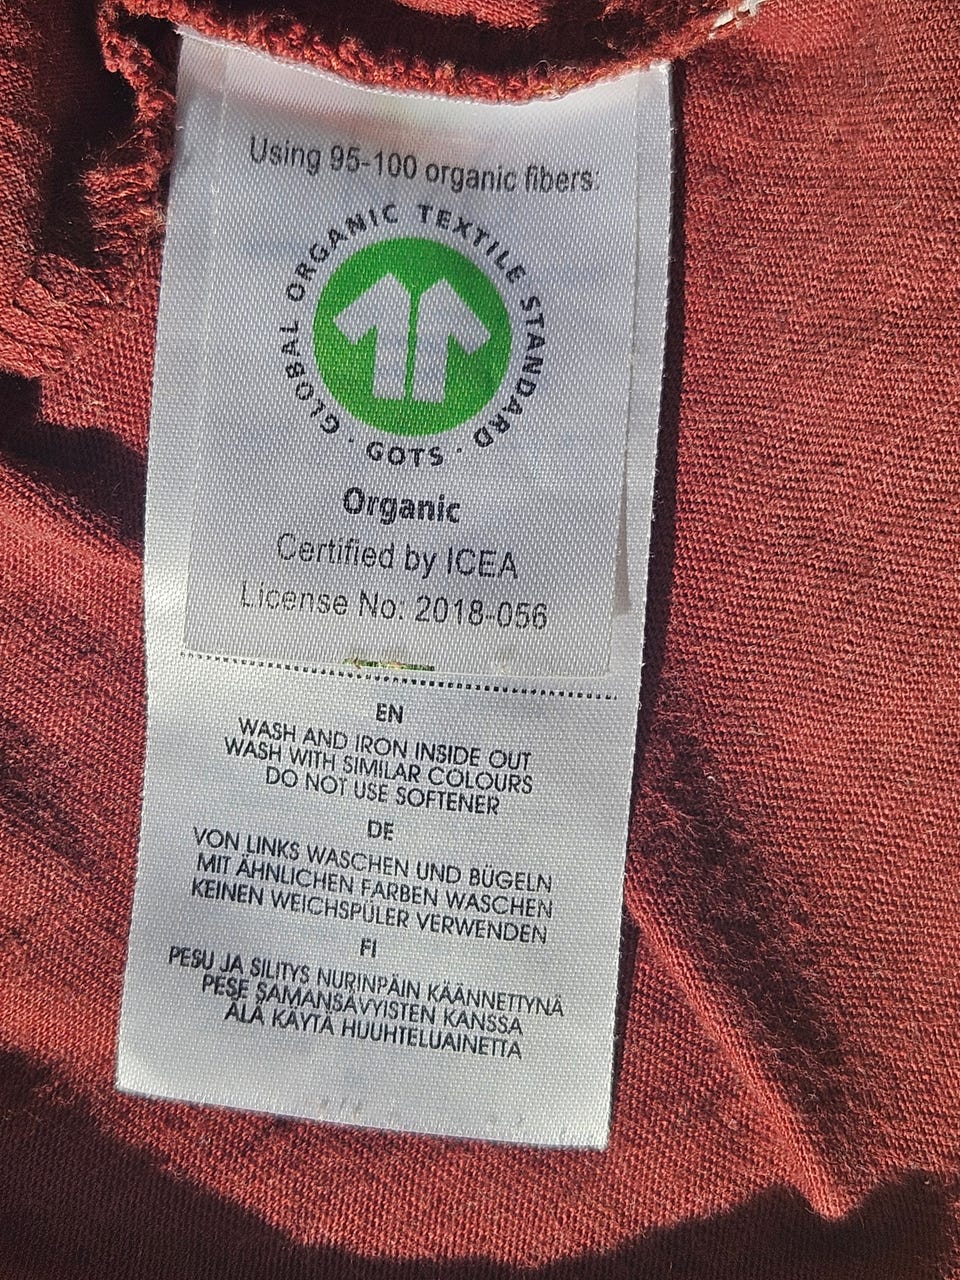 Using 95-100 organic fibers:
GLOBAL ORGANIC TEXTILE STANDARD · GOTS ·
Organic
Certified by ICEA
License No: 2018-056
EN
WASH AND IRON INSIDE OUT
WASH WITH SIMILAR COLOURS
DO NOT USE SOFTENER
DE
VON LINKS WASCHEN UND BÜGELN
MIT ÄHNLICHEN FARBEN WASCHEN
KEINEN WEICHSPÜLER VERWENDEN
FI
PESU JA SILITYS NURINPÄIN KÄÄNNETTYNÄ
PESE SAMANSÄVYISTEN KANSSA
ÄLÄ KÄYTÄ HUUHTELUAINETTA